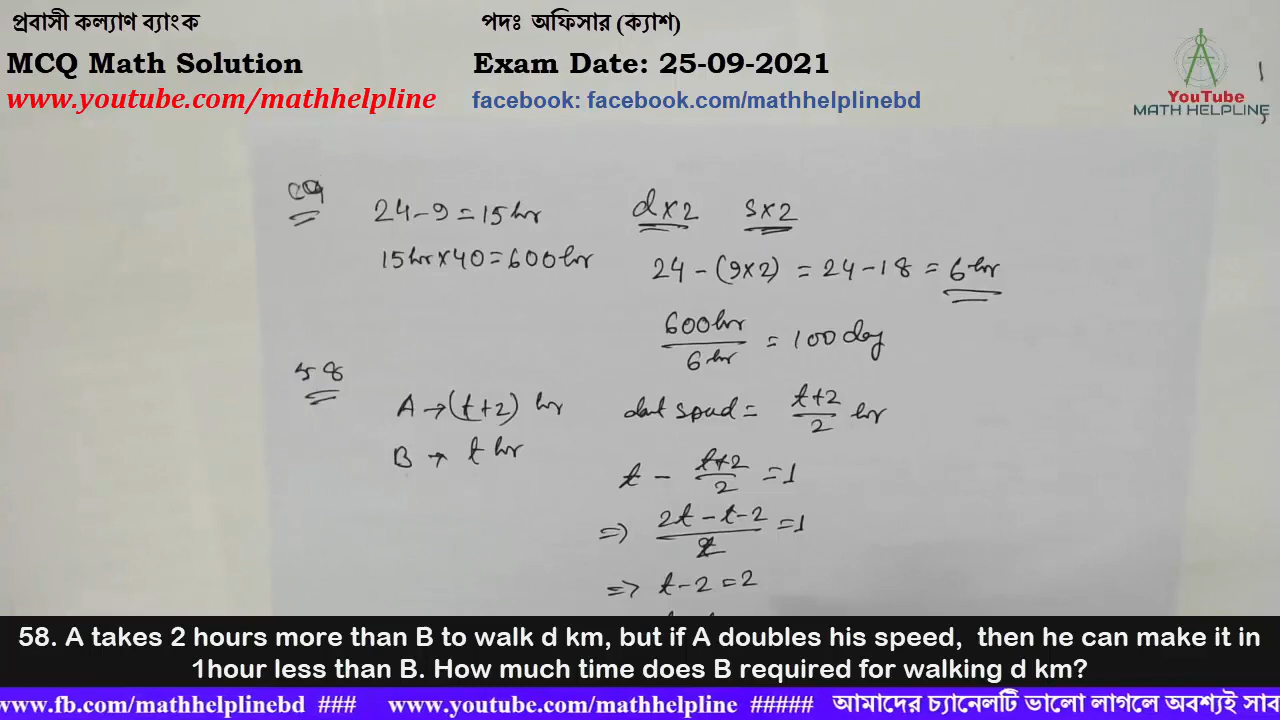 প্রবাসী কল্যাণ ব্যাংক
পদঃ অফিসার (ক্যাশ)
MCQ Math Solution
Exam Date: 25-09-2021
www.youtube.com/mathhelpline
facebook: facebook.com/mathhelplinebd
YouTube
MATH HELPLINE
24-9=15hr
15hr×40=600hr
d×2 s×2
24-(9×2) = 24-18 = 6hr
600hr/6hr = 100 day
58
A→(t+2) hr
B → t hr
= (t+2)/2 hr
t - (t+2)/2 = 1
=> (2t-t-2)/2 = 1
=> t-2=2
58. A takes 2 hours more than B to walk d km, but if A doubles his speed, then he can make it in
1hour less than B. How much time does B required for walking d km?
ww.fb.com/mathhelplinebd ### www.youtube.com/mathhelpline ##### আমাদের চ্যানেলটি ভালো লাগলে অবশ্যই সাব